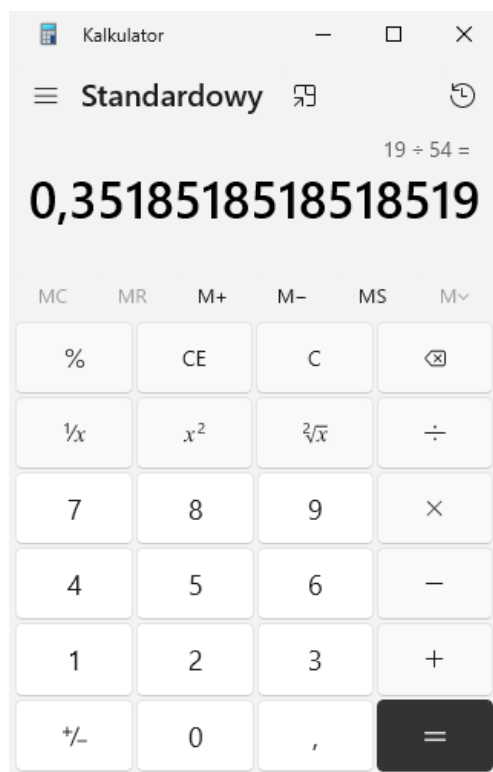 Kalkulator
Standardowy
19 ÷ 54 =
0,3518518518518519
MC MR M+ M− MS M
% CE C
¹/x x² ²√x ÷
7 8 9 ×
4 5 6 −
1 2 3 +
+/− 0 , =